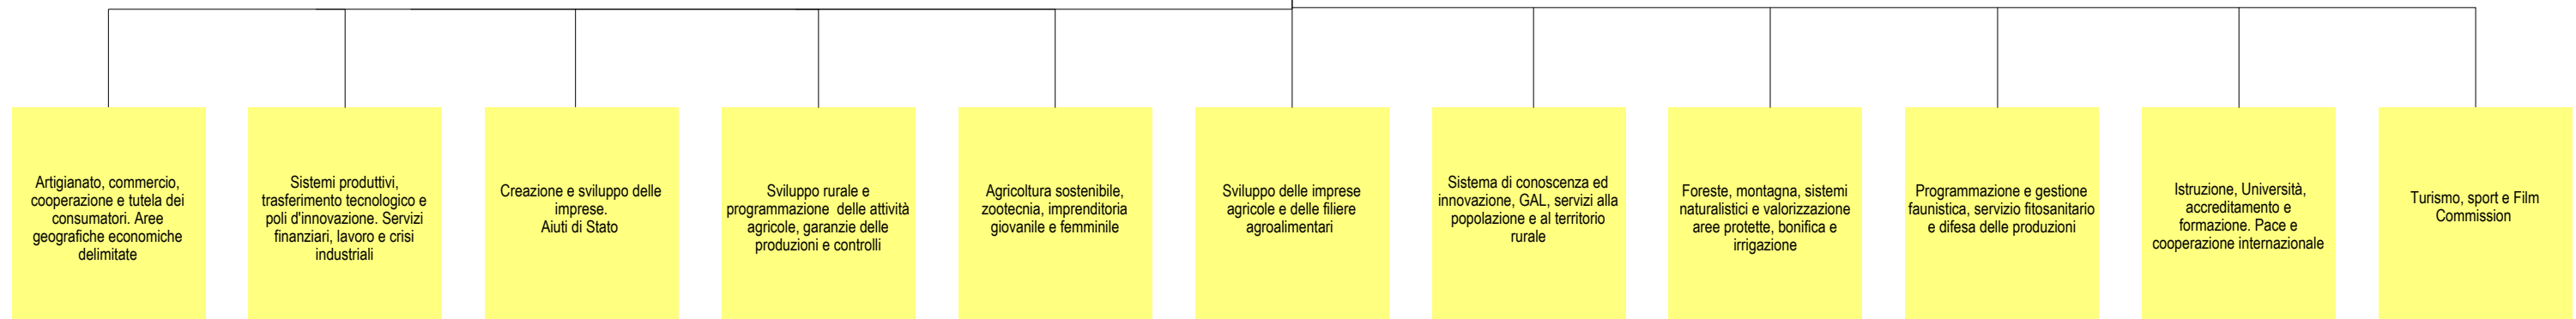 Artigianato, commercio,
cooperazione e tutela dei
consumatori. Aree
geografiche economiche
delimitate
Sistemi produttivi,
trasferimento tecnologico e
poli d'innovazione. Servizi
finanziari, lavoro e crisi
industriali
Creazione e sviluppo delle
imprese.
Aiuti di Stato
Sviluppo rurale e
programmazione  delle attività
agricole, garanzie delle
produzioni e controlli
Agricoltura sostenibile,
zootecnia, imprenditoria
giovanile e femminile
Sviluppo delle imprese
agricole e delle filiere
agroalimentari
Sistema di conoscenza ed
innovazione, GAL, servizi alla
popolazione e al territorio
rurale
Foreste, montagna, sistemi
naturalistici e valorizzazione
aree protette, bonifica e
irrigazione
Programmazione e gestione
faunistica, servizio fitosanitario
e difesa delle produzioni
Istruzione, Università,
accreditamento e
formazione. Pace e
cooperazione internazionale
Turismo, sport e Film
Commission